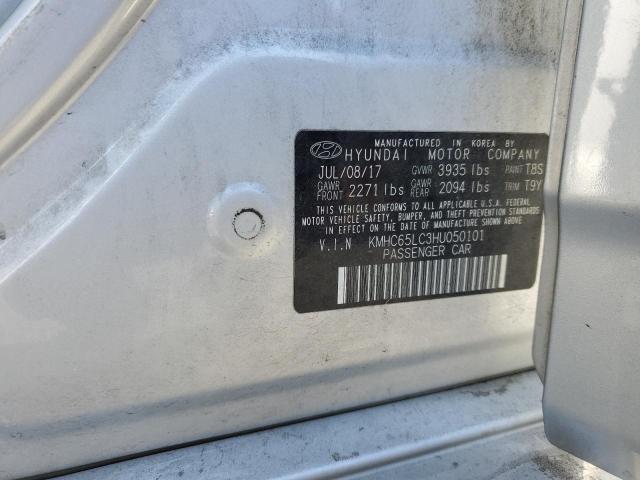 MANUFACTURED IN KOREA BY
HYUNDAI MOTOR COMPANY
JUL/08/17 GVWR 3935 lbs PAINT T8S
GAWR FRONT 2271 lbs GAWR REAR 2094 lbs TRIM T9Y
THIS VEHICLE CONFORMS TO ALL APPLICABLE U.S.A. FEDERAL
MOTOR VEHICLE SAFETY, BUMPER, AND THEFT PREVENTION STANDARDS
IN EFFECT ON THE DATE OF MANUFACTURE SHOWN ABOVE.
V.I.N KMHC65LC3HU050101
PASSENGER CAR